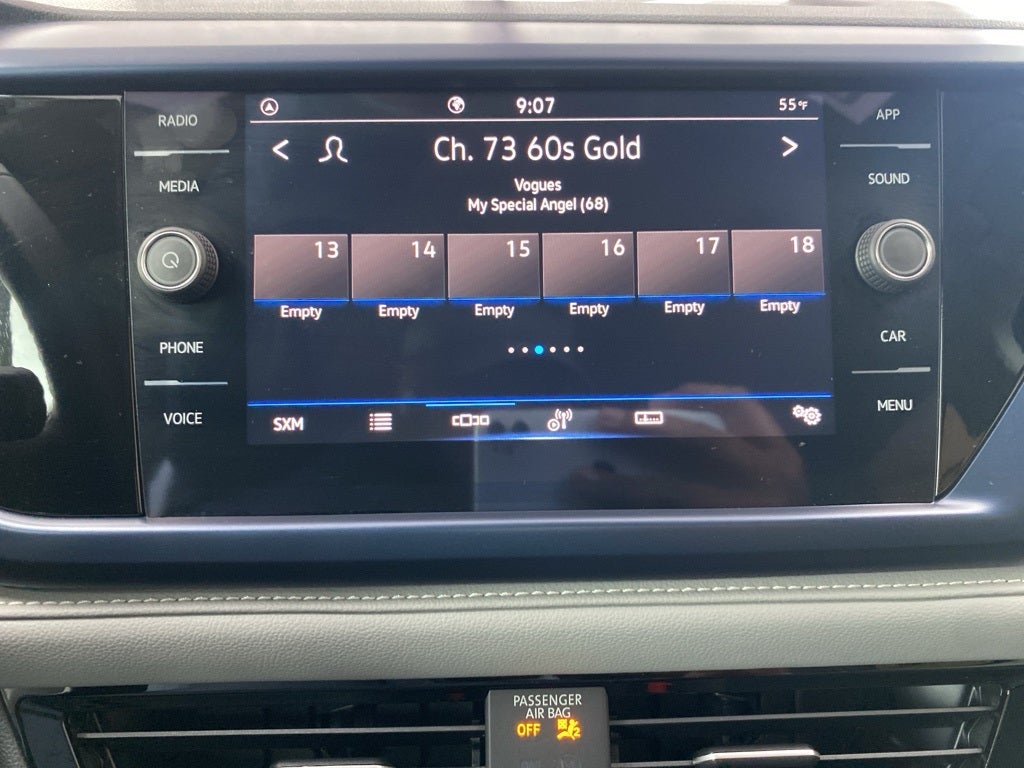 RADIO
MEDIA
PHONE
VOICE
9:07
55°F
Ch. 73 60s Gold
Vogues
My Special Angel (68)
13 14 15 16 17 18
Empty Empty Empty Empty Empty Empty
SXM
APP
SOUND
CAR
MENU
PASSENGER
AIR BAG
OFF 2